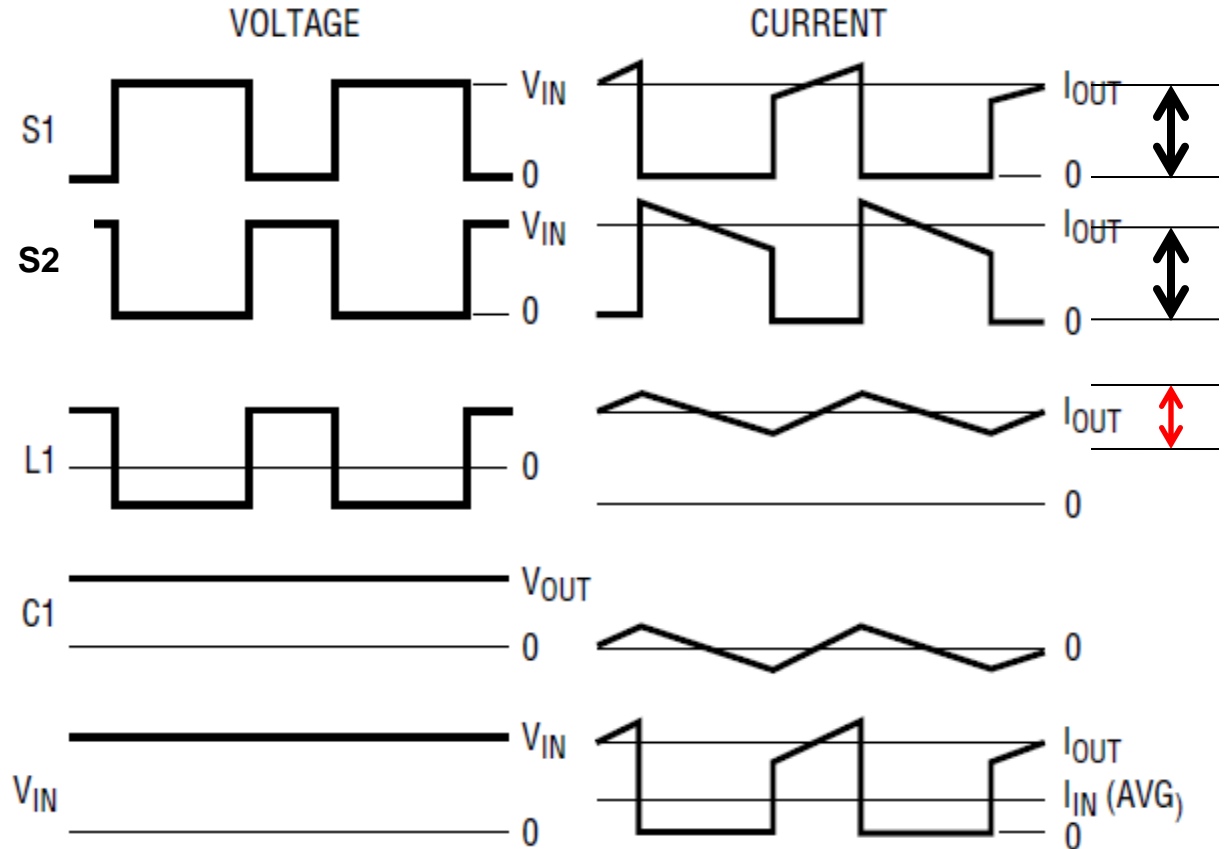 VOLTAGE CURRENT
S1 VIN 0 IOUT 0
S2 VIN 0 IOUT 0
L1 0 IOUT 0
C1 VOUT 0 0
VIN VIN 0 IOUT IIN (AVG) 0